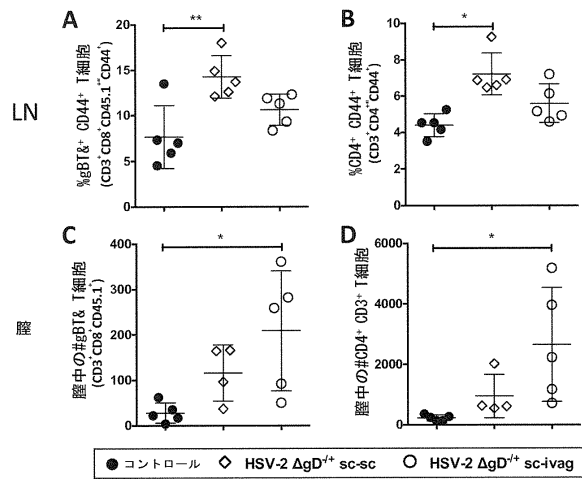 A
**
%gBT&⁺ CD44⁺ T細胞
(CD3⁺CD8⁺CD45.1⁺⁺CD44⁺)
20
15
10
5
0
B
*
%CD4⁺ CD44⁺ T細胞
(CD3⁺CD4⁺⁺CD44⁺)
10
8
6
4
2
0
LN
C
*
膣中の#gBT& T細胞
(CD3⁺CD8⁺CD45.1⁺)
400
300
200
100
0
D
*
膣中の#CD4⁺ CD3⁺ T細胞
6000
4000
2000
0
膣
コントロール
HSV-2 ΔgD⁻/⁺ sc-sc
HSV-2 ΔgD⁻/⁺ sc-ivag